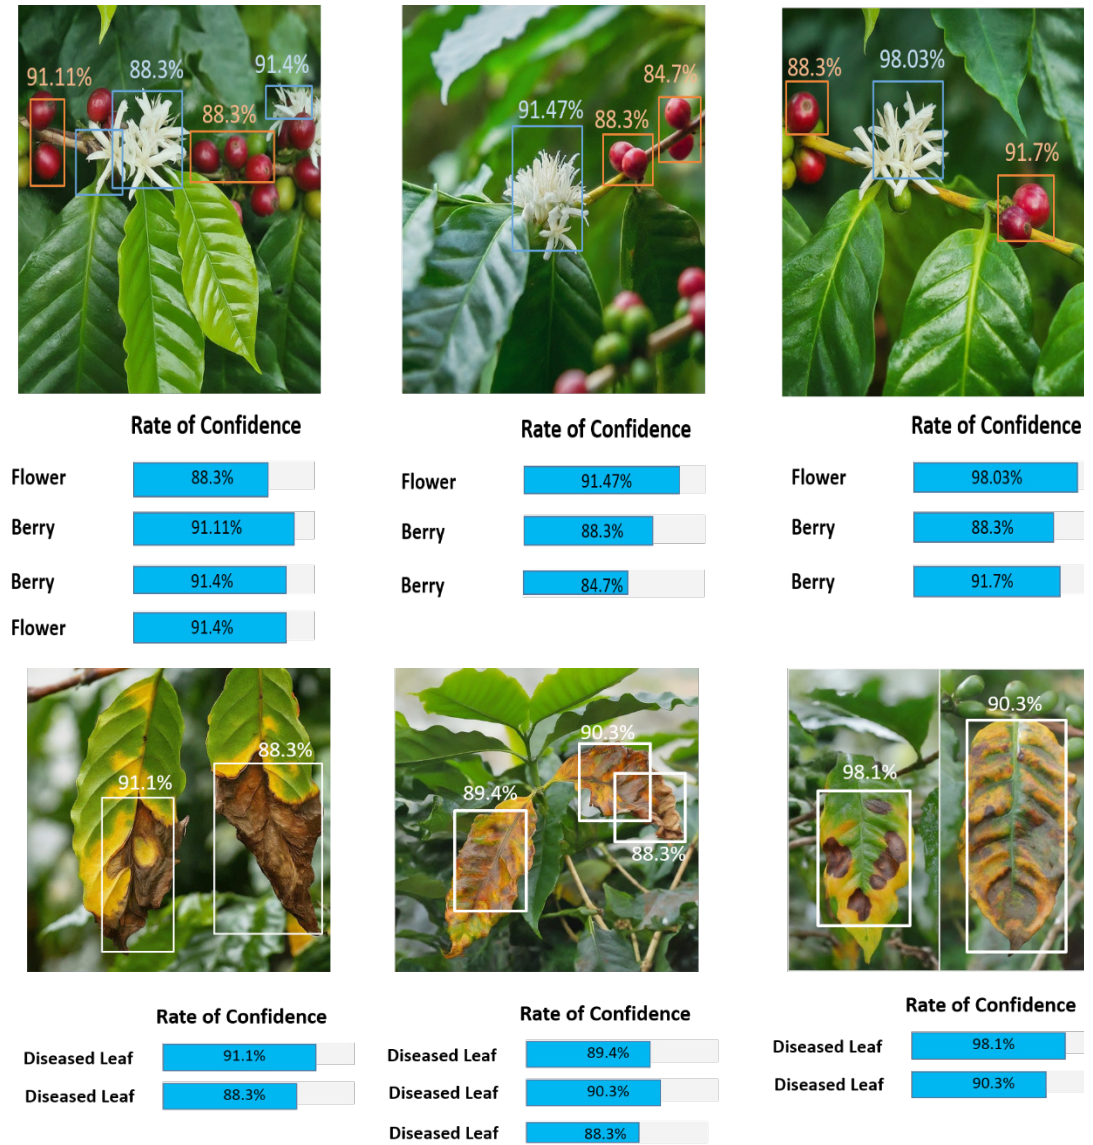 91.11%
88.3%
91.4%
88.3%
91.47%
88.3%
84.7%
88.3%
98.03%
91.7%
Rate of Confidence
Flower 88.3%
Berry 91.11%
Berry 91.4%
Flower 91.4%
Rate of Confidence
Flower 91.47%
Berry 88.3%
Berry 84.7%
Rate of Confidence
Flower 98.03%
Berry 88.3%
Berry 91.7%
91.1%
88.3%
89.4%
90.3%
88.3%
98.1%
90.3%
Rate of Confidence
Diseased Leaf 91.1%
Diseased Leaf 88.3%
Rate of Confidence
Diseased Leaf 89.4%
Diseased Leaf 90.3%
Diseased Leaf 88.3%
Rate of Confidence
Diseased Leaf 98.1%
Diseased Leaf 90.3%